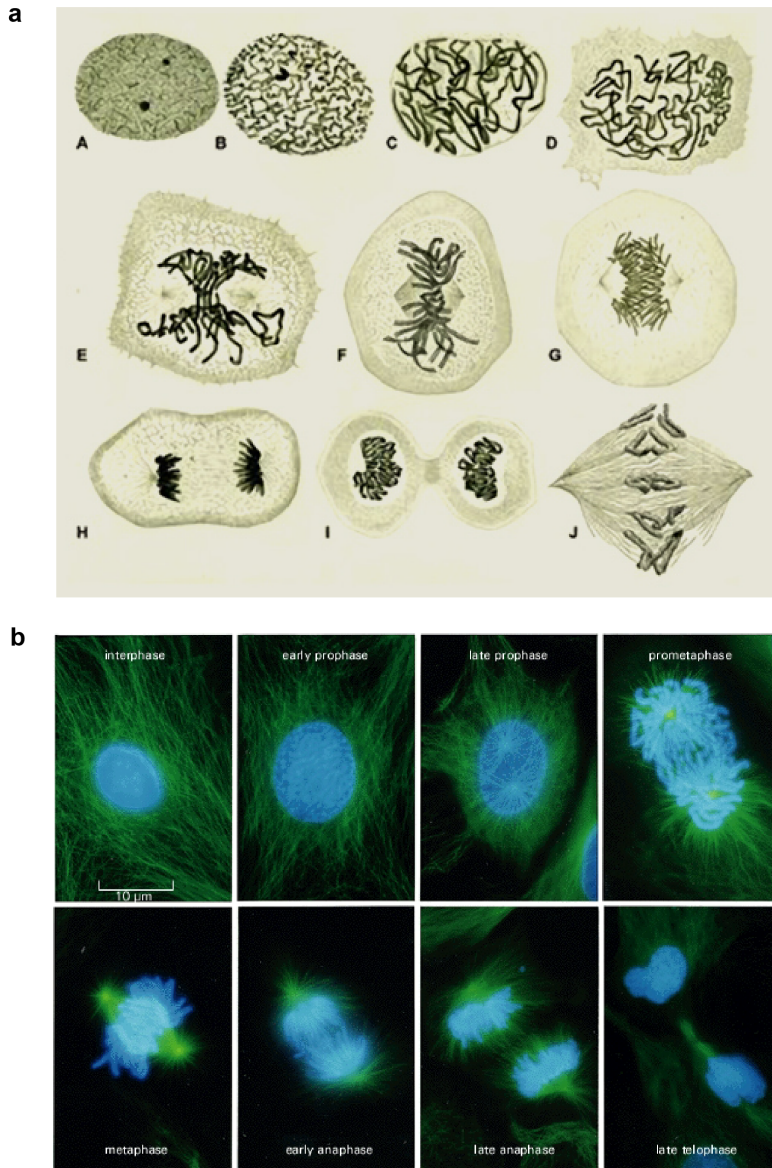 a
A
B
C
D
E
F
G
H
I
J
b
interphase
early prophase
late prophase
prometaphase
10 µm
metaphase
early anaphase
late anaphase
late telophase